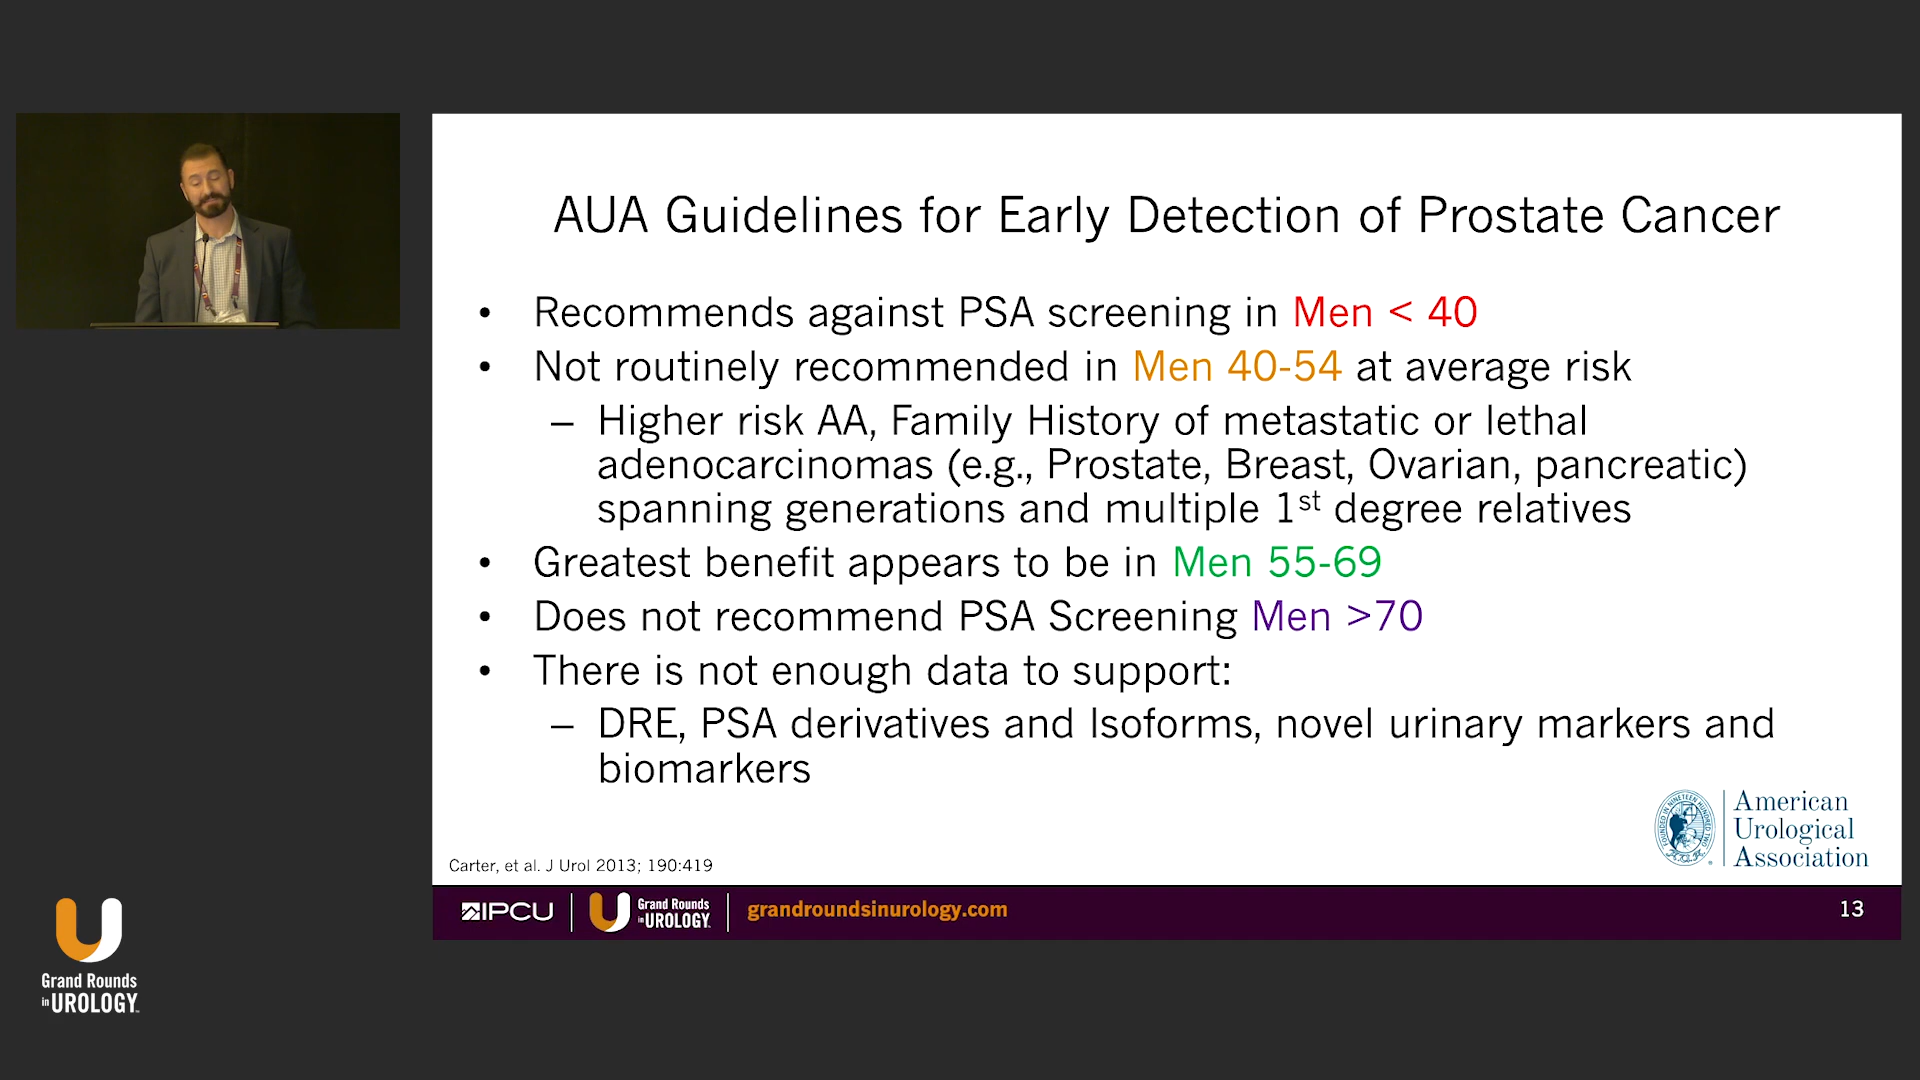 AUA Guidelines for Early Detection of Prostate Cancer
• Recommends against PSA screening in Men < 40
• Not routinely recommended in Men 40-54 at average risk
– Higher risk AA, Family History of metastatic or lethal
adenocarcinomas (e.g., Prostate, Breast, Ovarian, pancreatic)
spanning generations and multiple 1st degree relatives
• Greatest benefit appears to be in Men 55-69
• Does not recommend PSA Screening Men >70
• There is not enough data to support:
– DRE, PSA derivatives and Isoforms, novel urinary markers and
biomarkers
American
Urological
Association
Carter, et al. J Urol 2013; 190:419
IPCU
Grand Rounds
in UROLOGY
grandroundsinurology.com
13
Grand Rounds
in UROLOGY